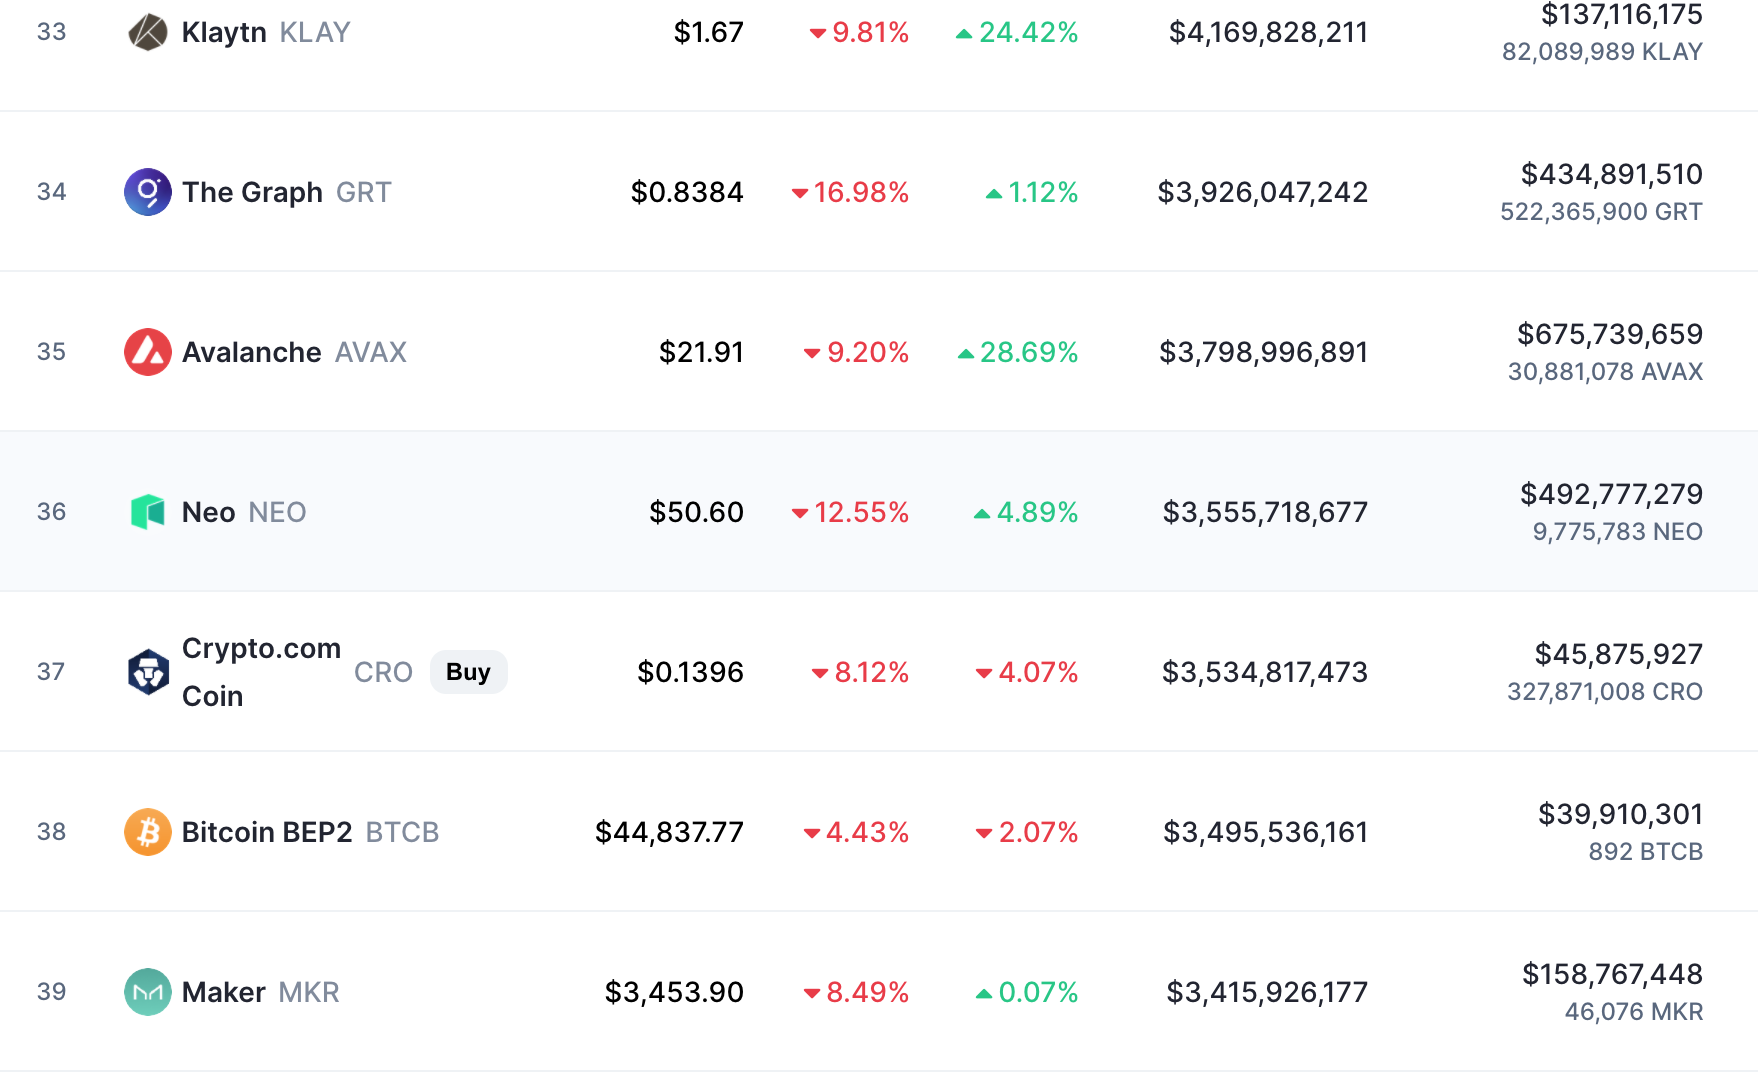 33 Klaytn KLAY $1.67 9.81% 24.42% $4,169,828,211 $137,116,175
82,089,989 KLAY
34 The Graph GRT $0.8384 16.98% 1.12% $3,926,047,242 $434,891,510
522,365,900 GRT
35 Avalanche AVAX $21.91 9.20% 28.69% $3,798,996,891 $675,739,659
30,881,078 AVAX
36 Neo NEO $50.60 12.55% 4.89% $3,555,718,677 $492,777,279
9,775,783 NEO
37 Crypto.com Coin CRO Buy $0.1396 8.12% 4.07% $3,534,817,473 $45,875,927
327,871,008 CRO
38 Bitcoin BEP2 BTCB $44,837.77 4.43% 2.07% $3,495,536,161 $39,910,301
892 BTCB
39 Maker MKR $3,453.90 8.49% 0.07% $3,415,926,177 $158,767,448
46,076 MKR